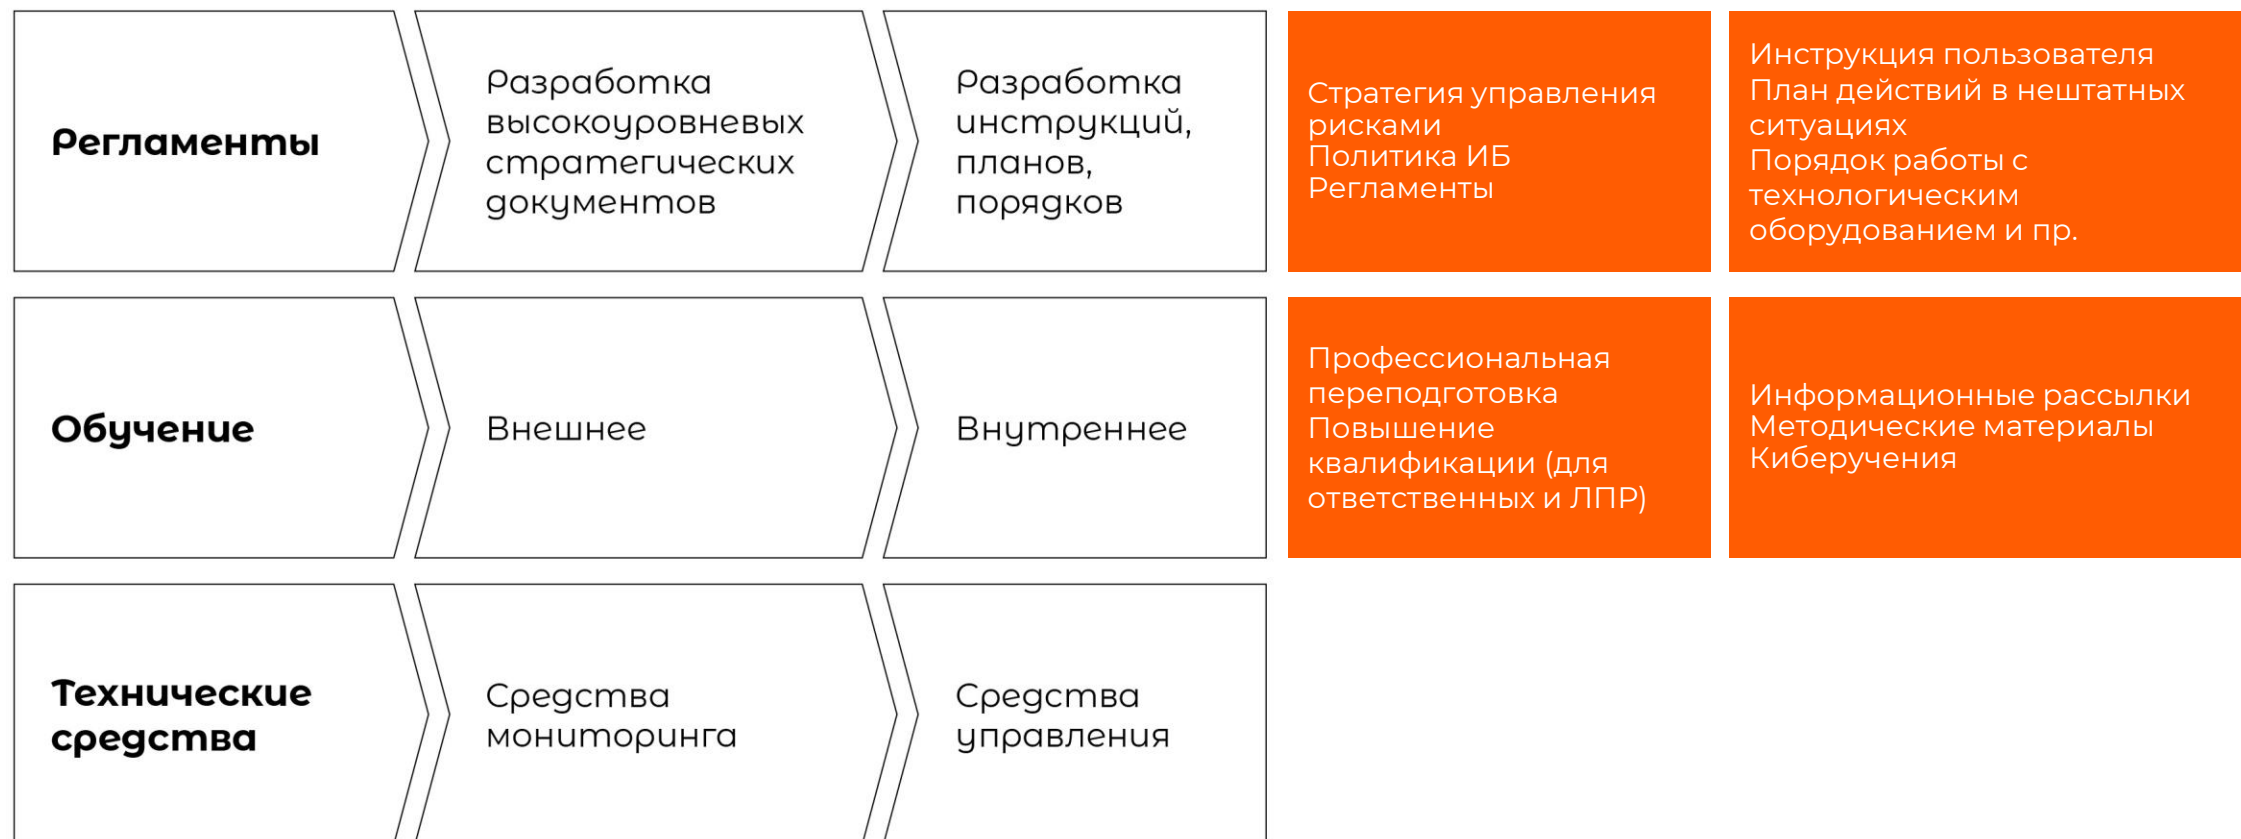 Регламенты
Разработка
высокоуровневых
стратегических
документов
Разработка
инструкций,
планов,
порядков
Стратегия управления
рисками
Политика ИБ
Регламенты
Инструкция пользователя
План действий в нештатных
ситуациях
Порядок работы с
технологическим
оборудованием и пр.
Обучение
Внешнее
Внутреннее
Профессиональная
переподготовка
Повышение
квалификации (для
ответственных и ЛПР)
Информационные рассылки
Методические материалы
Киберучения
Технические
средства
Средства
мониторинга
Средства
управления